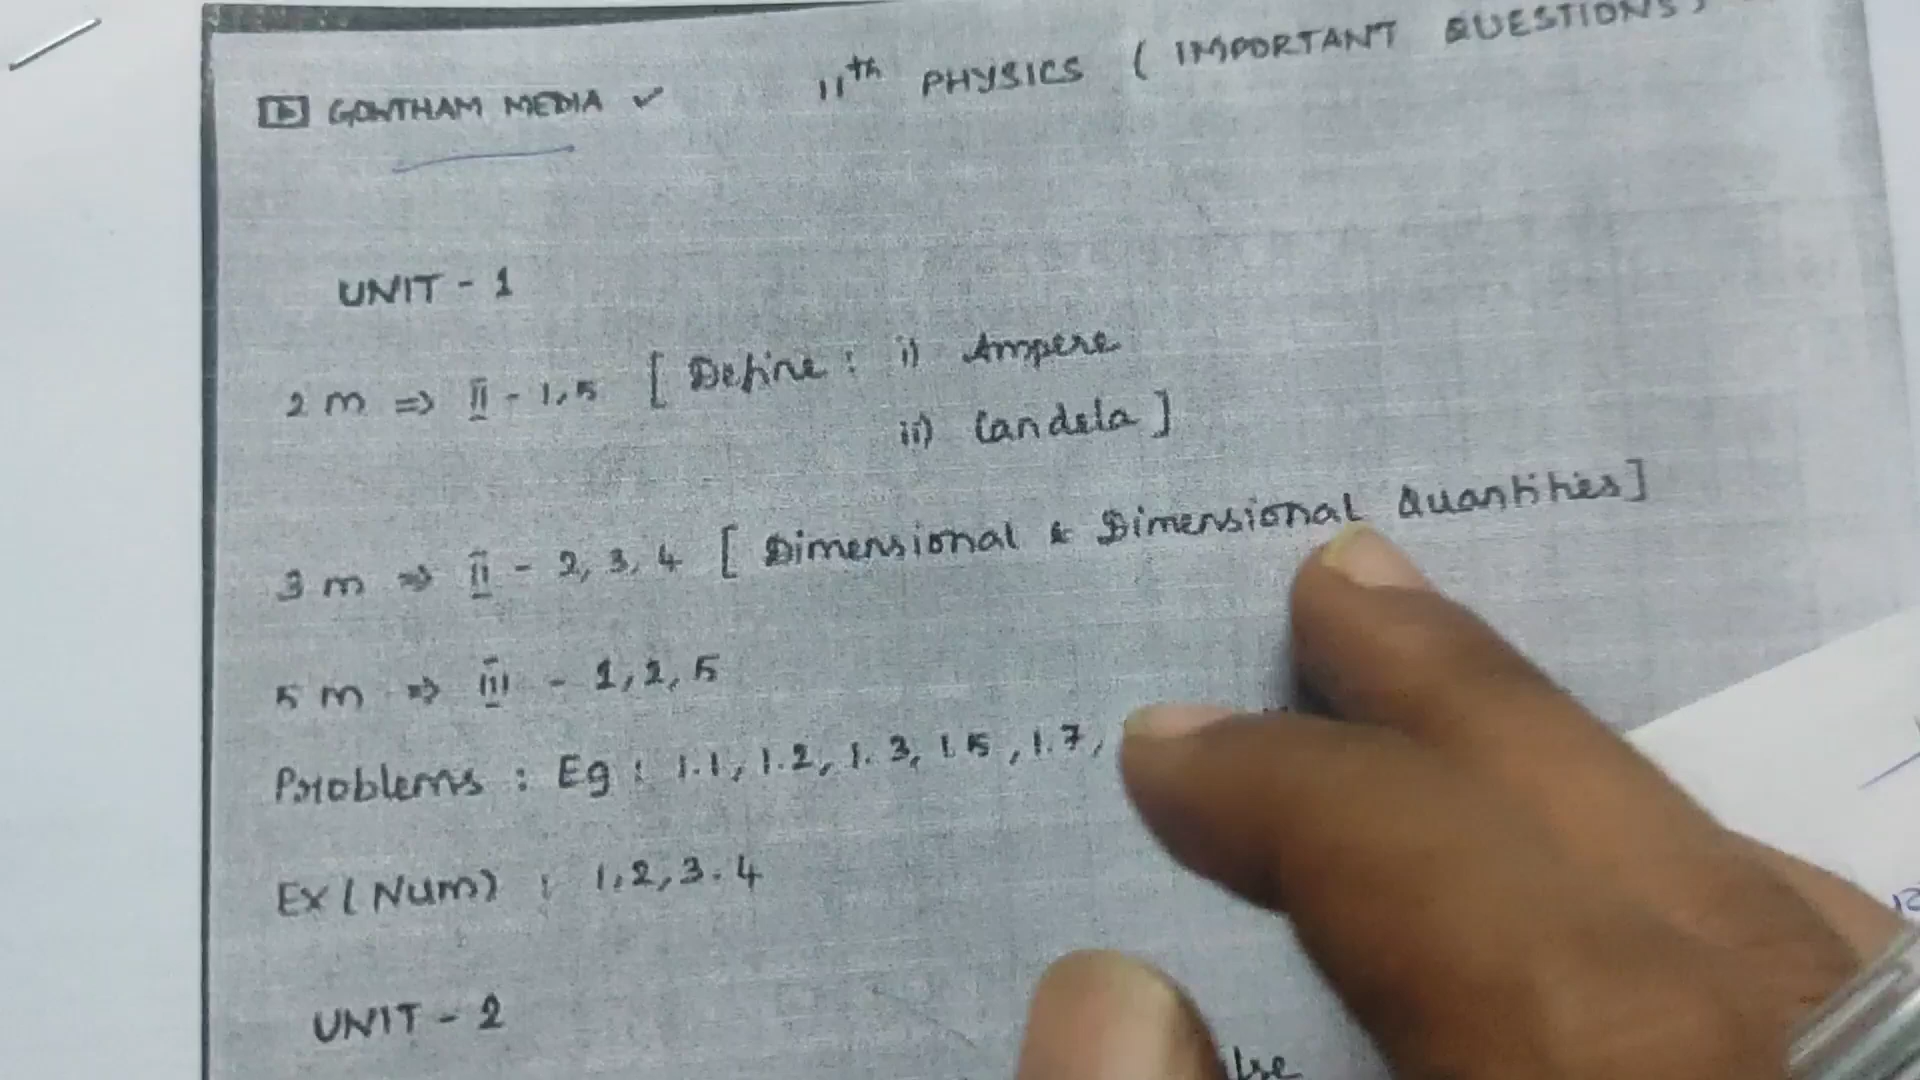 GOWTHAM MEDIA ✓ 11th PHYSICS ( IMPORTANT QUESTIONS)
UNIT - 1
2 m => II - 1,5 [ Define : i) Ampere
ii) Candela ]
3 m => II - 2, 3, 4 [ Dimensional & Dimensional Quantities]
5 m => III - 1, 2, 5
Problems : Eg : 1.1, 1.2, 1.3, 1.5, 1.7,
Ex (Num) : 1,2,3.4
UNIT - 2